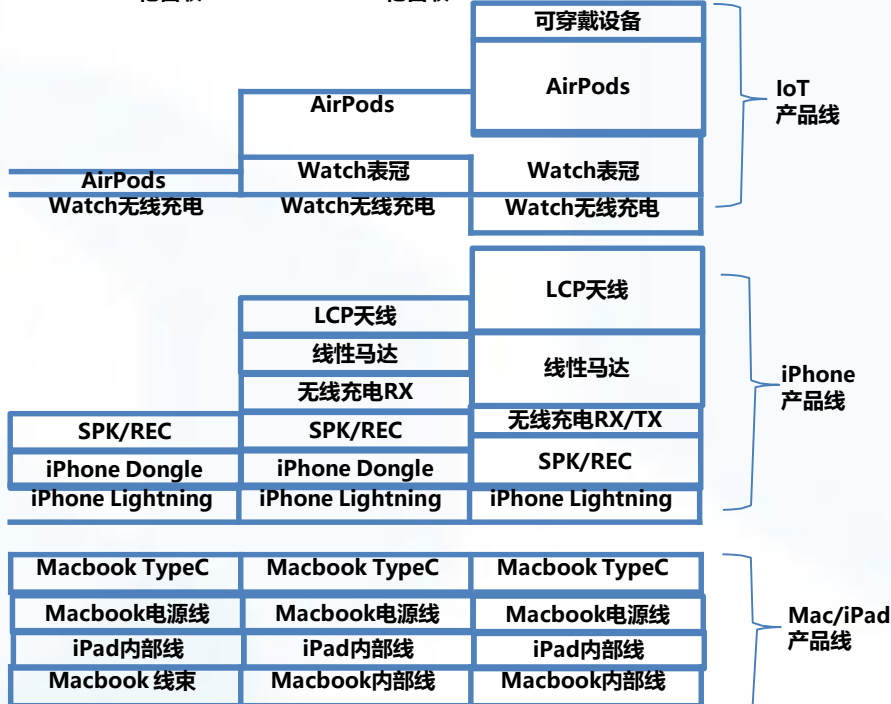 可穿戴设备
AirPods
AirPods
IoT
产品线
AirPods
Watch表冠
Watch表冠
Watch无线充电
Watch无线充电
Watch无线充电
LCP天线
LCP天线
线性马达
线性马达
iPhone
产品线
无线充电RX
无线充电RX/TX
SPK/REC
SPK/REC
SPK/REC
iPhone Dongle
iPhone Dongle
iPhone Lightning
iPhone Lightning
iPhone Lightning
Macbook TypeC
Macbook TypeC
Macbook TypeC
Macbook电源线
Macbook电源线
Macbook电源线
Mac/iPad
产品线
iPad内部线
iPad内部线
iPad内部线
Macbook 线束
Macbook内部线
Macbook内部线